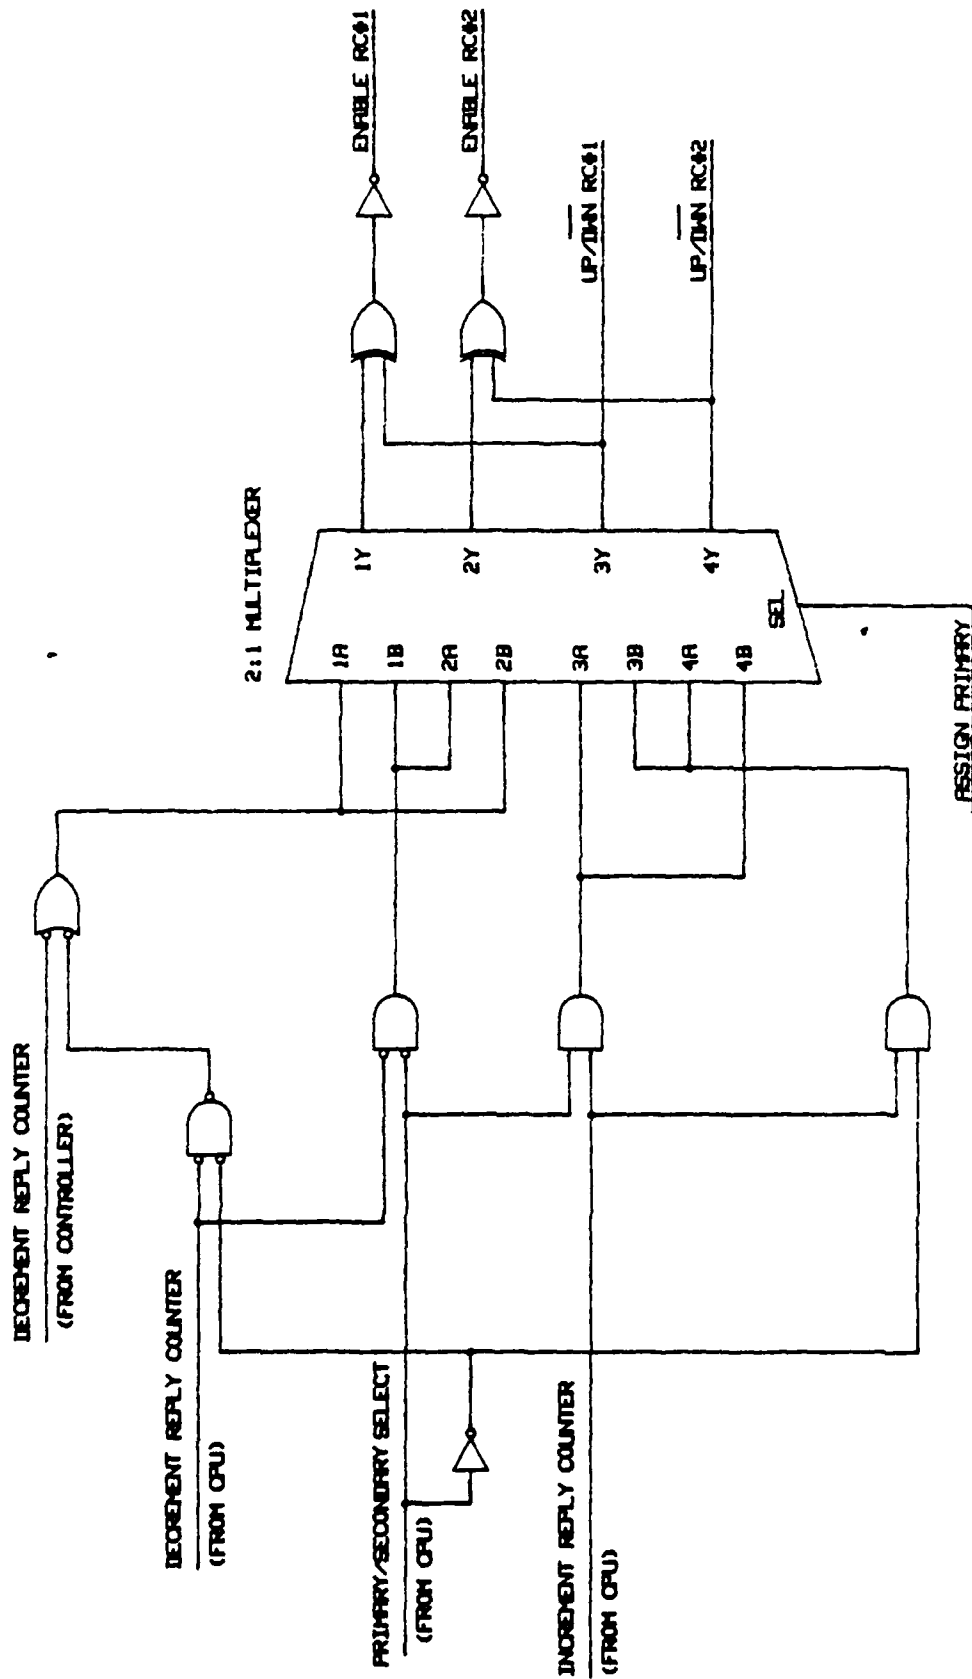 DECREMENT REPLY COUNTER
(FROM CONTROLLER)
DECREMENT REPLY COUNTER
(FROM CPU)
PRIMARY/SECONDARY SELECT
(FROM CPU)
INCREMENT REPLY COUNTER
(FROM CPU)
2:1 MULTIPLEXER
1A
1B
2A
2B
3A
3B
4A
4B
1Y
2Y
3Y
4Y
SEL
ASSIGN PRIMARY
ENABLE RC#1
ENABLE RC#2
UP/DWN RC#1
UP/DWN RC#2